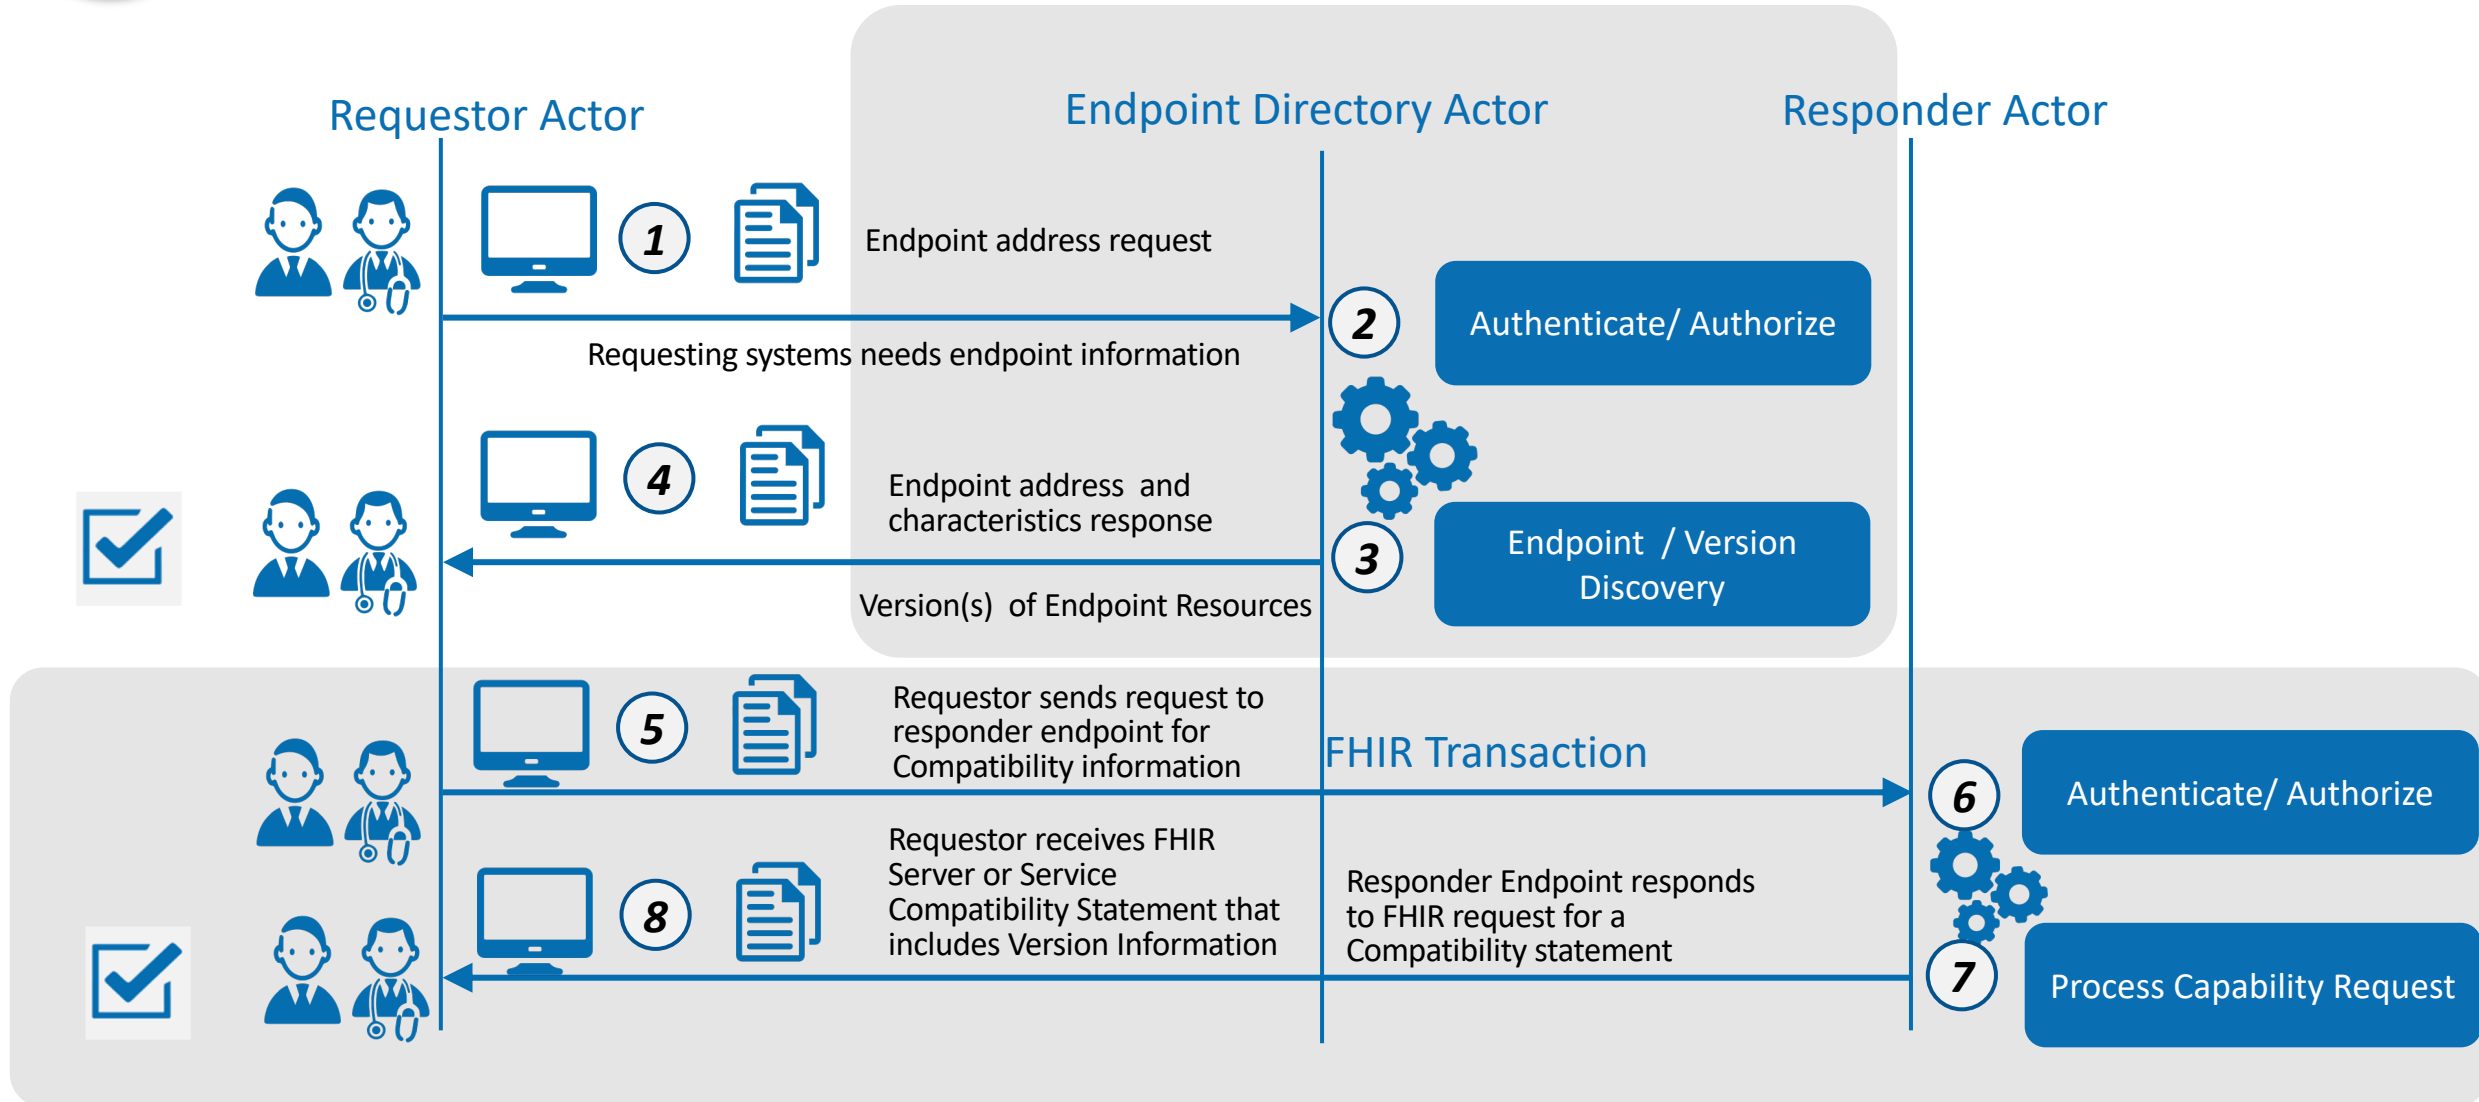 Requestor Actor
Endpoint Directory Actor
Responder Actor
1
Endpoint address request
2
Authenticate/ Authorize
Requesting systems needs endpoint information
4
Endpoint address  and
characteristics response
3
Endpoint  / Version
Discovery
Version(s)  of Endpoint Resources
5
Requestor sends request to
responder endpoint for
Compatibility information
FHIR Transaction
6
Authenticate/ Authorize
8
Requestor receives FHIR
Server or Service
Compatibility Statement that
includes Version Information
Responder Endpoint responds
to FHIR request for a
Compatibility statement
7
Process Capability Request